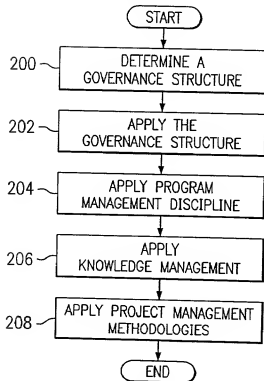 START
200
DETERMINE A
GOVERNANCE STRUCTURE
202
APPLY THE
GOVERNANCE STRUCTURE
204
APPLY PROGRAM
MANAGEMENT DISCIPLINE
206
APPLY
KNOWLEDGE MANAGEMENT
208
APPLY PROJECT MANAGEMENT
METHODOLOGIES
END